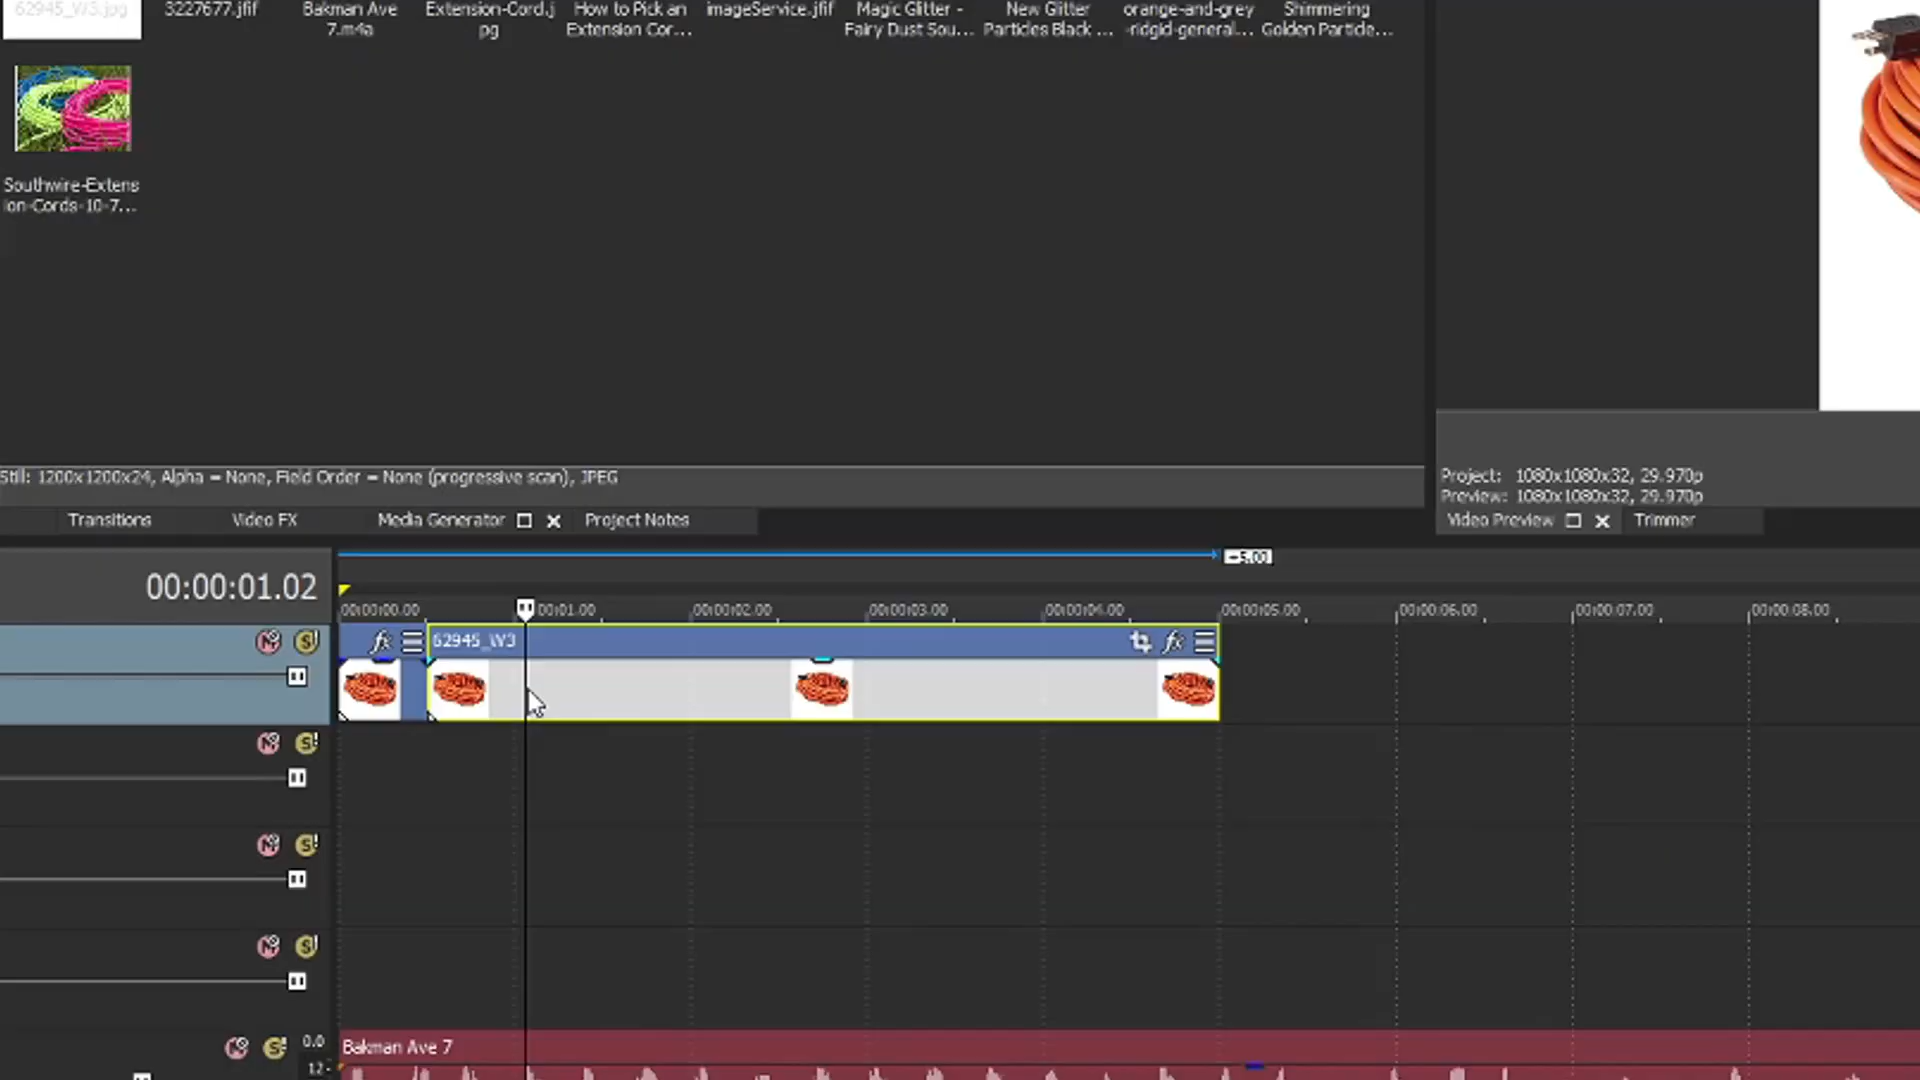 62945_W3.jpg
3227677.jfif
Bakman Ave
7.m4a
Extension-Cord.j
pg
How to Pick an
Extension Cor...
imageService.jfif
Magic Glitter -
Fairy Dust Sou...
New Glitter
Particles Black ...
orange-and-grey
-ridgid-general...
Shimmering
Golden Particle...
Southwire-Extens
ion-Cords-10-7...
Still: 1200x1200x24, Alpha = None, Field Order = None (progressive scan), JPEG
Project: 1080x1080x32, 29.970p
Preview: 1080x1080x32, 29.970p
Transitions
Video FX
Media Generator
Project Notes
Video Preview
Trimmer
-5.00
00:00:01.02
00:00:00.00
00:01.00
00:00:02.00
00:00:03.00
00:00:04.00
00:00:05.00
00:00:06.00
00:00:07.00
00:00:08.00
fx
62945_W3
fx
0.0
Bakman Ave 7
12-